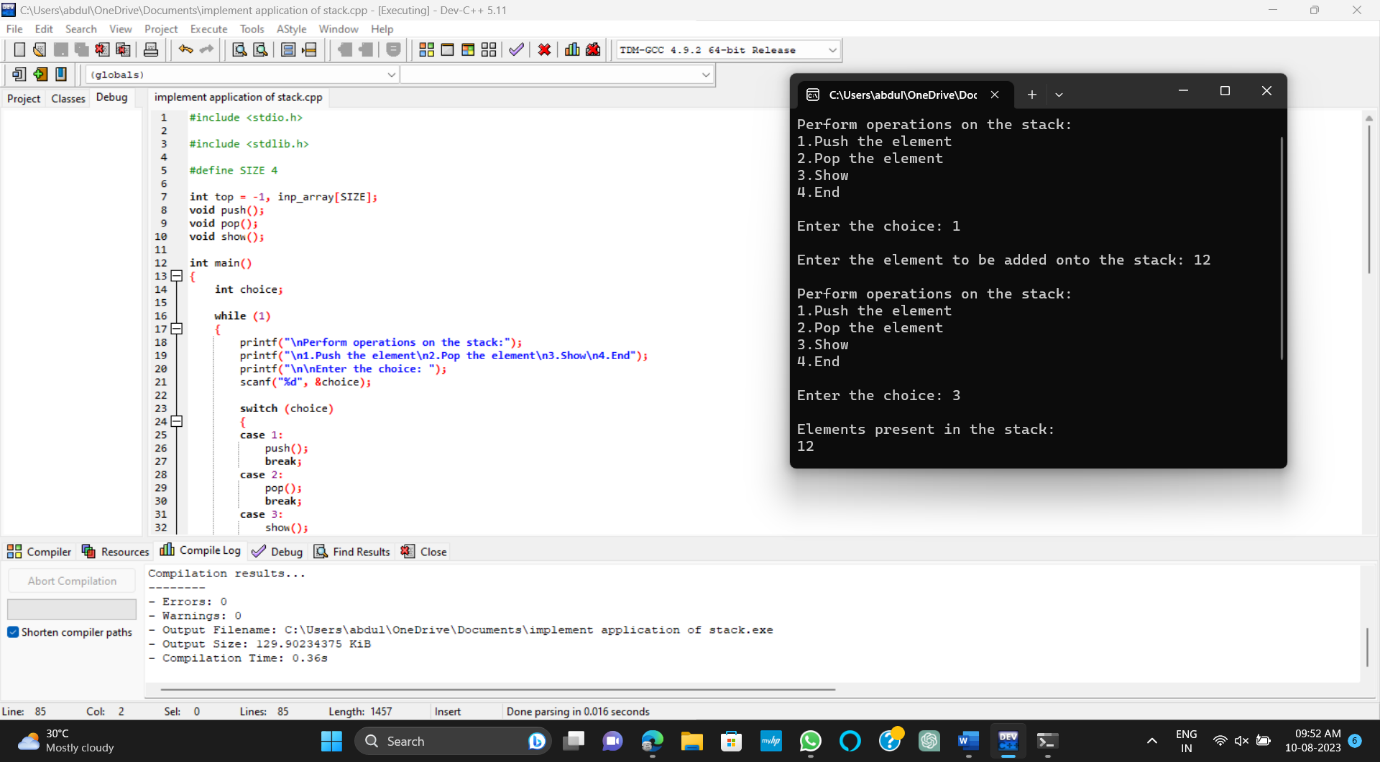 C:\Users\abdul\OneDrive\Documents\implement application of stack.cpp - [Executing] - Dev-C++ 5.11
File Edit Search View Project Execute Tools AStyle Window Help
TDM-GCC 4.9.2 64-bit Release
(globals)
Project Classes Debug
implement application of stack.cpp
1 #include <stdio.h>
2
3 #include <stdlib.h>
4
5 #define SIZE 4
6
7 int top = -1, inp_array[SIZE];
8 void push();
9 void pop();
10 void show();
11
12 int main()
13 {
14 int choice;
15
16 while (1)
17 {
18 printf("\nPerform operations on the stack:");
19 printf("\n1.Push the element\n2.Pop the element\n3.Show\n4.End");
20 printf("\n\nEnter the choice: ");
21 scanf("%d", &choice);
22
23 switch (choice)
24 {
25 case 1:
26 push();
27 break;
28 case 2:
29 pop();
30 break;
31 case 3:
32 show();
C:\Users\abdul\OneDrive\Doc
Perform operations on the stack:
1.Push the element
2.Pop the element
3.Show
4.End
Enter the choice: 1
Enter the element to be added onto the stack: 12
Perform operations on the stack:
1.Push the element
2.Pop the element
3.Show
4.End
Enter the choice: 3
Elements present in the stack:
12
Compiler Resources Compile Log Debug Find Results Close
Abort Compilation
Shorten compiler paths
Compilation results...
--------
- Errors: 0
- Warnings: 0
- Output Filename: C:\Users\abdul\OneDrive\Documents\implement application of stack.exe
- Output Size: 129.90234375 KiB
- Compilation Time: 0.36s
Line: 85 Col: 2 Sel: 0 Lines: 85 Length: 1457 Insert Done parsing in 0.016 seconds
30°C
Mostly cloudy
Search
myhp
W
DEV
ENG
IN
09:52 AM
10-08-2023
6